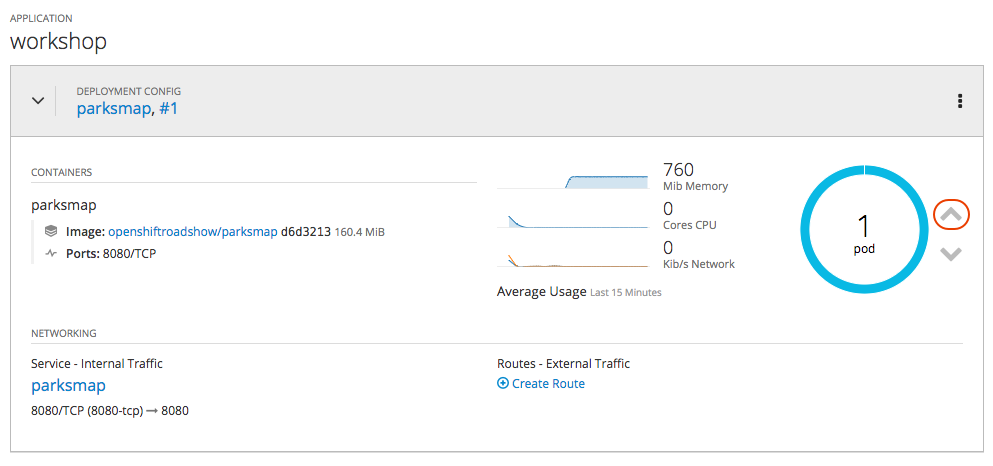 APPLICATION
workshop
DEPLOYMENT CONFIG
parksmap, #1
CONTAINERS
parksmap
Image: openshiftroadshow/parksmap d6d3213 160.4 MiB
Ports: 8080/TCP
760
Mib Memory
0
Cores CPU
0
Kib/s Network
Average Usage Last 15 Minutes
1
pod
NETWORKING
Service - Internal Traffic
parksmap
8080/TCP (8080-tcp) → 8080
Routes - External Traffic
Create Route